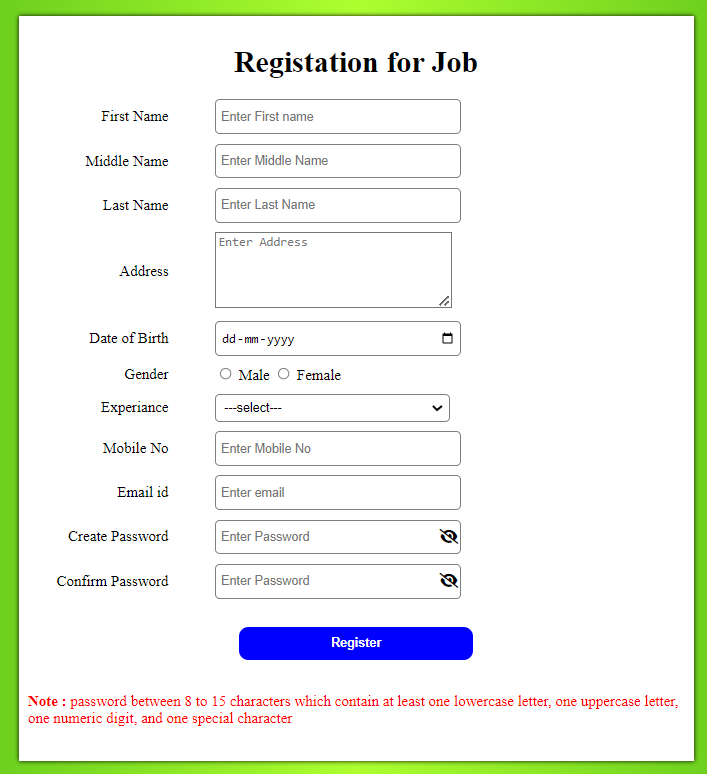 Registation for Job
First Name Enter First name
Middle Name Enter Middle Name
Last Name Enter Last Name
Address Enter Address
Date of Birth dd-mm-yyyy
Gender Male Female
Experiance ---select---
Mobile No Enter Mobile No
Email id Enter email
Create Password Enter Password
Confirm Password Enter Password
Register
Note : password between 8 to 15 characters which contain at least one lowercase letter, one uppercase letter,
one numeric digit, and one special character